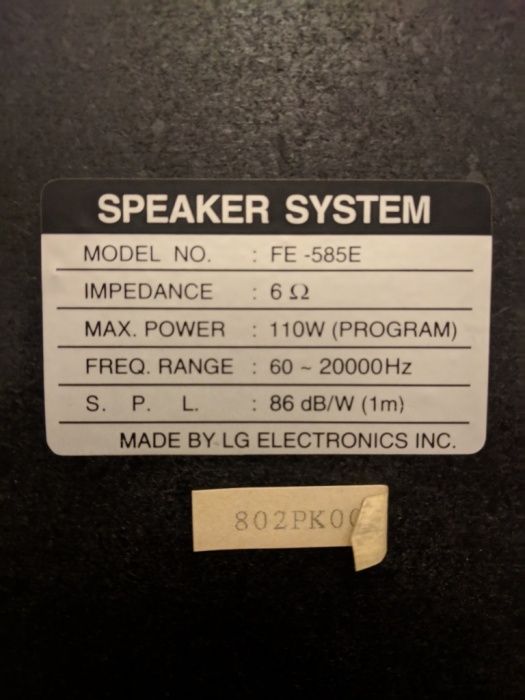 SPEAKER SYSTEM
MODEL NO. : FE -585E
IMPEDANCE : 6 Ω
MAX. POWER : 110W (PROGRAM)
FREQ. RANGE : 60 ~ 20000Hz
S. P. L. : 86 dB/W (1m)
MADE BY LG ELECTRONICS INC.